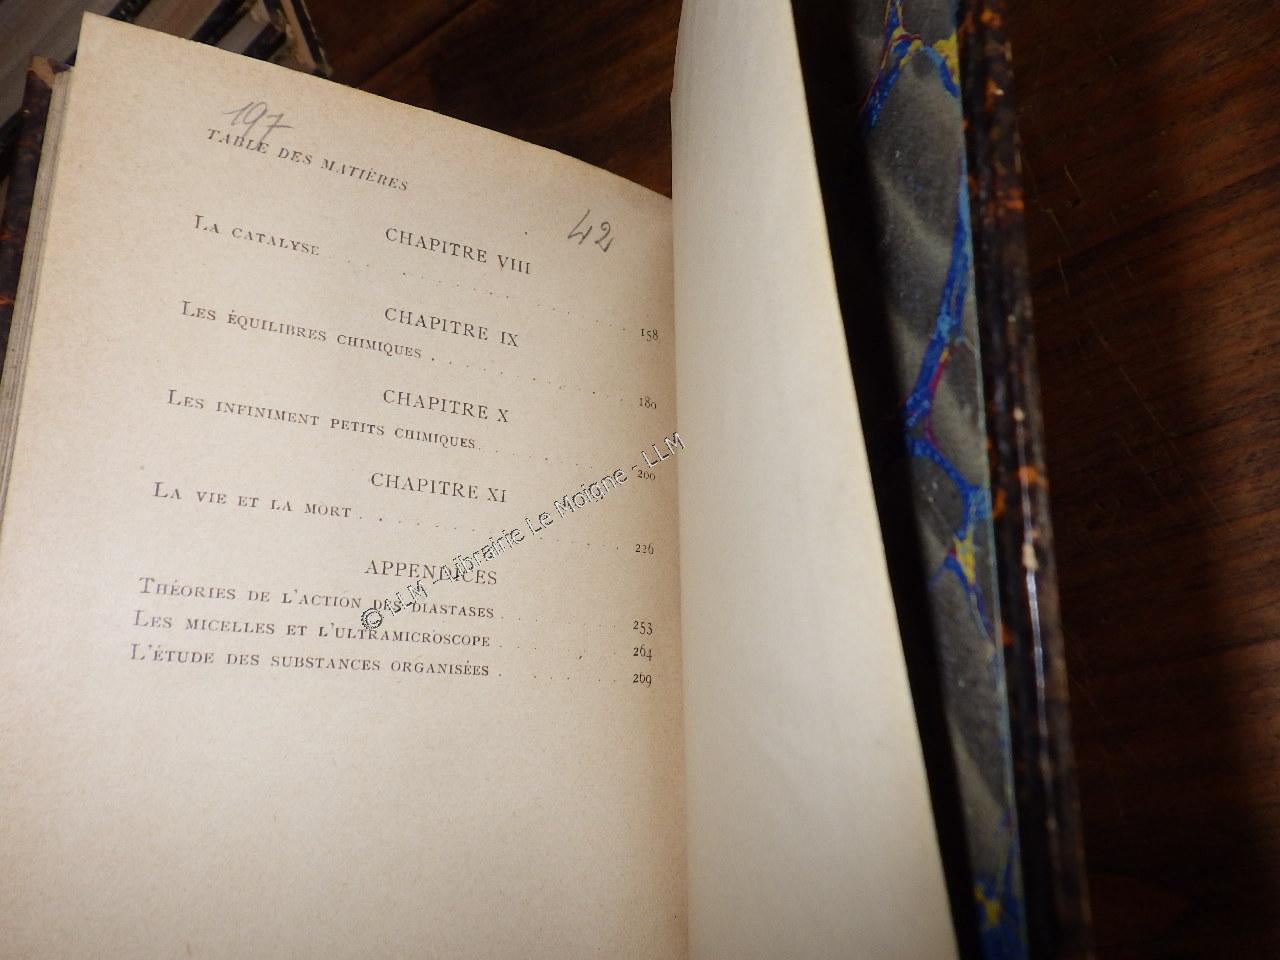 197
TABLE DES MATIÈRES
42
CHAPITRE VIII
LA CATALYSE . . . . . . . . . . . . 158
CHAPITRE IX
LES ÉQUILIBRES CHIMIQUES . . . . . . . . . 180
CHAPITRE X
LES INFINIMENT PETITS CHIMIQUES. . . . . . . 200
CHAPITRE XI
LA VIE ET LA MORT . . . . . . . . . . 226
APPENDICES
THÉORIES DE L'ACTION DES DIASTASES . . . . . . 253
LES MICELLES ET L'ULTRAMICROSCOPE . . . . . . 264
L'ÉTUDE DES SUBSTANCES ORGANISÉES . . . . . . 269
© LLM - Librairie Le Moigne - LLM